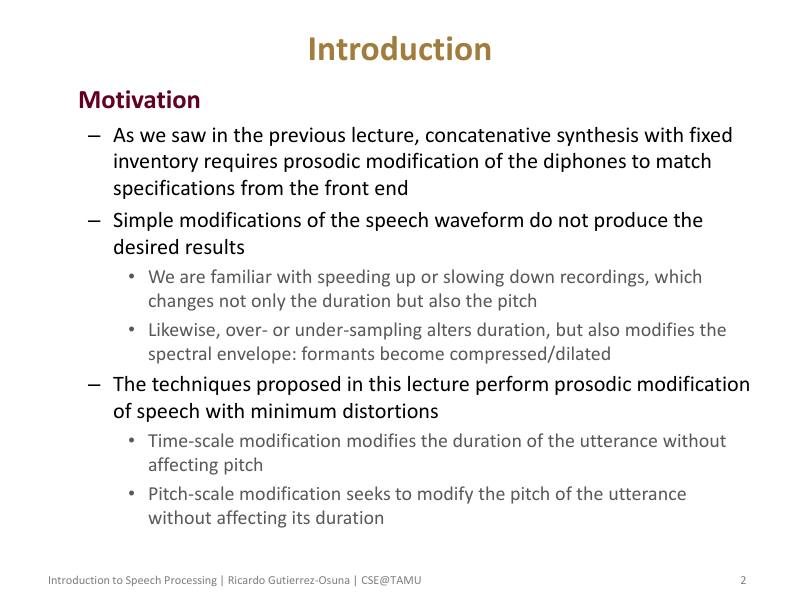 Introduction
Motivation
– As we saw in the previous lecture, concatenative synthesis with fixed
inventory requires prosodic modification of the diphones to match
specifications from the front end
– Simple modifications of the speech waveform do not produce the
desired results
• We are familiar with speeding up or slowing down recordings, which
changes not only the duration but also the pitch
• Likewise, over- or under-sampling alters duration, but also modifies the
spectral envelope: formants become compressed/dilated
– The techniques proposed in this lecture perform prosodic modification
of speech with minimum distortions
• Time-scale modification modifies the duration of the utterance without
affecting pitch
• Pitch-scale modification seeks to modify the pitch of the utterance
without affecting its duration
Introduction to Speech Processing | Ricardo Gutierrez-Osuna | CSE@TAMU 2